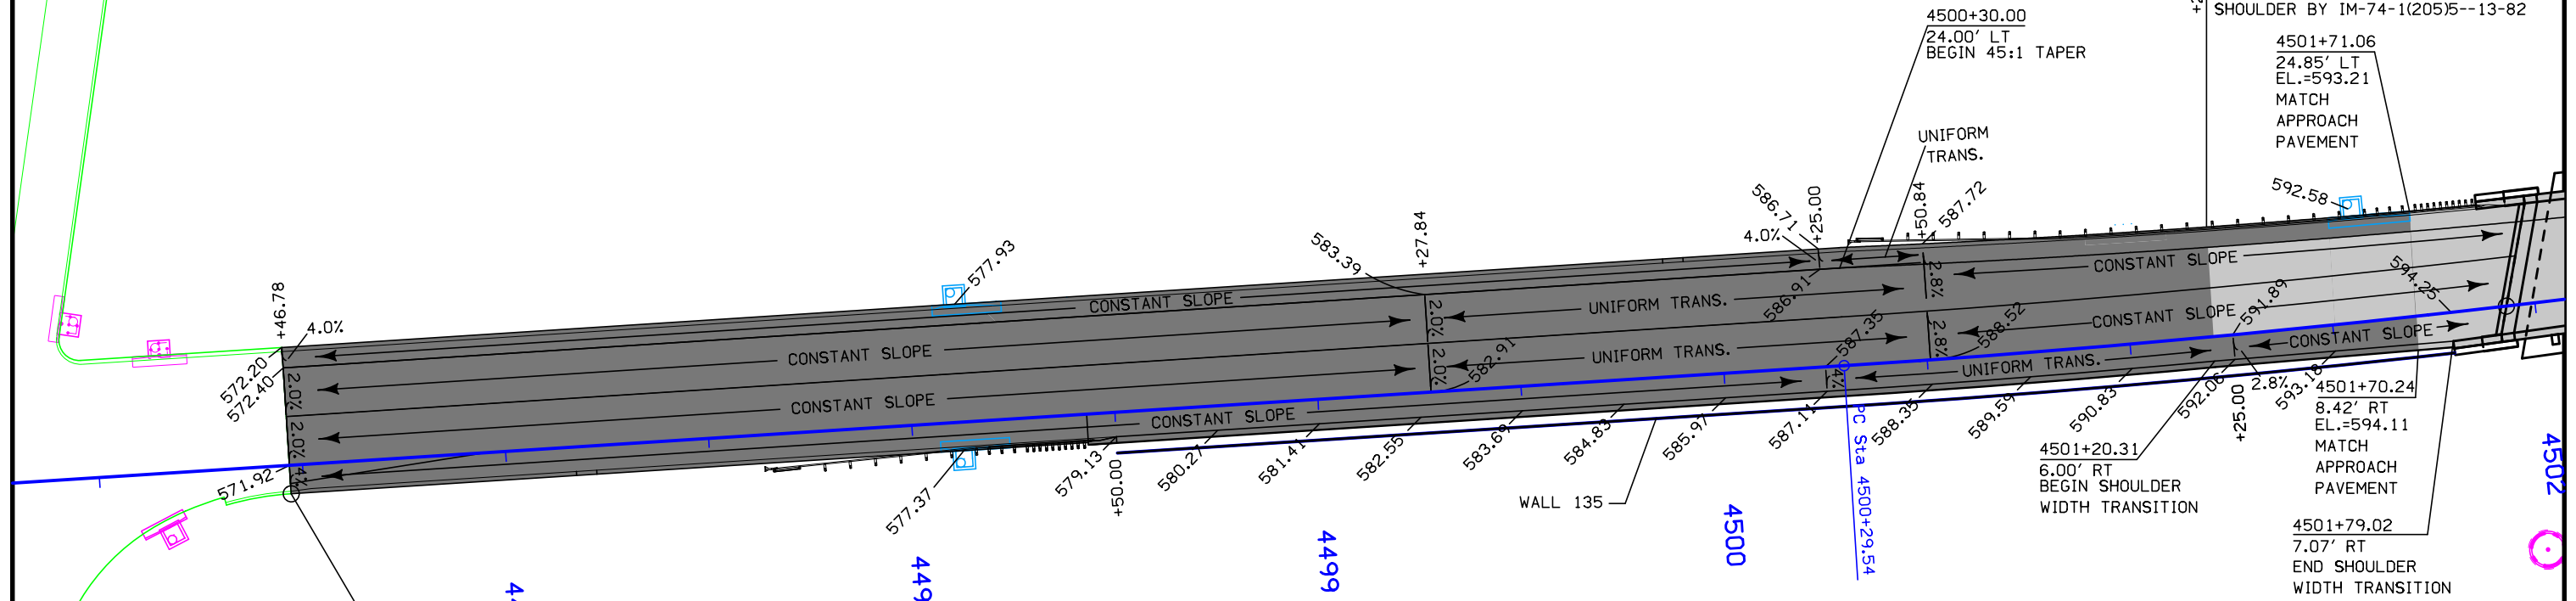 SHOULDER BY IM-74-1(205)5--13-82
4500+30.00
24.00' LT
BEGIN 45:1 TAPER
4501+71.06
24.85' LT
EL.=593.21
MATCH
APPROACH
PAVEMENT
UNIFORM
TRANS.
+46.78
4.0%
572.20
572.40
2.0%
2.0%
4%
571.92
577.93
577.37
CONSTANT SLOPE
CONSTANT SLOPE
CONSTANT SLOPE
CONSTANT SLOPE
583.39
+27.84
2.0%
2.0%
582.91
UNIFORM TRANS.
UNIFORM TRANS.
586.71
+25.00
4.0%
586.91
587.35
4%
+50.84
587.72
2.8%
2.8%
588.52
CONSTANT SLOPE
CONSTANT SLOPE
UNIFORM TRANS.
CONSTANT SLOPE
592.58
594.25
591.89
579.13
+50.00
580.27
581.41
582.55
583.69
584.83
585.97
587.11
588.35
589.59
590.83
592.06
2.8%
+25.00
593.18
WALL 135
PC Sta 4500+29.54
4501+20.31
6.00' RT
BEGIN SHOULDER
WIDTH TRANSITION
4501+70.24
8.42' RT
EL.=594.11
MATCH
APPROACH
PAVEMENT
4501+79.02
7.07' RT
END SHOULDER
WIDTH TRANSITION
4499
4500
4502